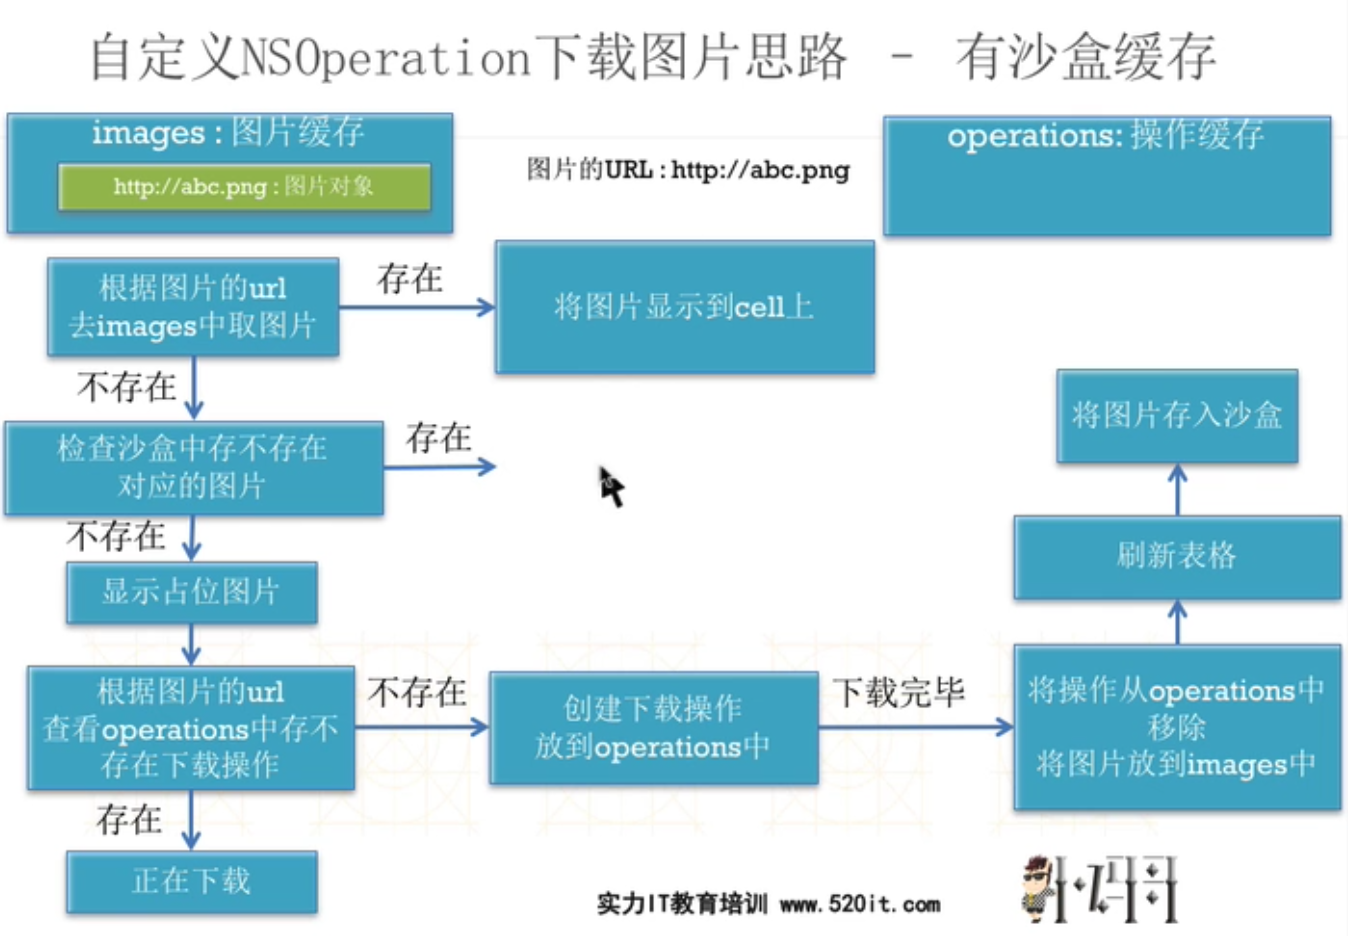 自定义NSOperation下载图片思路 - 有沙盒缓存
images : 图片缓存
http://abc.png : 图片对象
图片的URL : http://abc.png
operations: 操作缓存
根据图片的url
去images中取图片
存在
将图片显示到cell上
不存在
检查沙盒中存不存在
对应的图片
存在
不存在
显示占位图片
根据图片的url
查看operations中存不
存在下载操作
不存在
创建下载操作
放到operations中
下载完毕
将操作从operations中
移除
将图片放到images中
刷新表格
将图片存入沙盒
存在
正在下载
实力IT教育培训 www.520it.com
小码哥